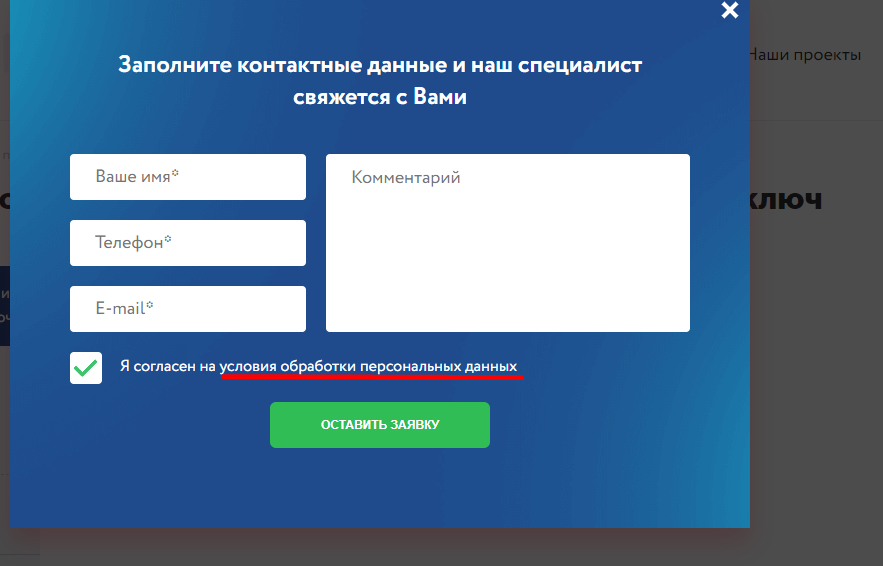 Заполните контактные данные и наш специалист
свяжется с Вами
Наши проекты
Ваше имя*
Комментарий
Телефон*
E-mail*
Я согласен на условия обработки персональных данных
ОСТАВИТЬ ЗАЯВКУ